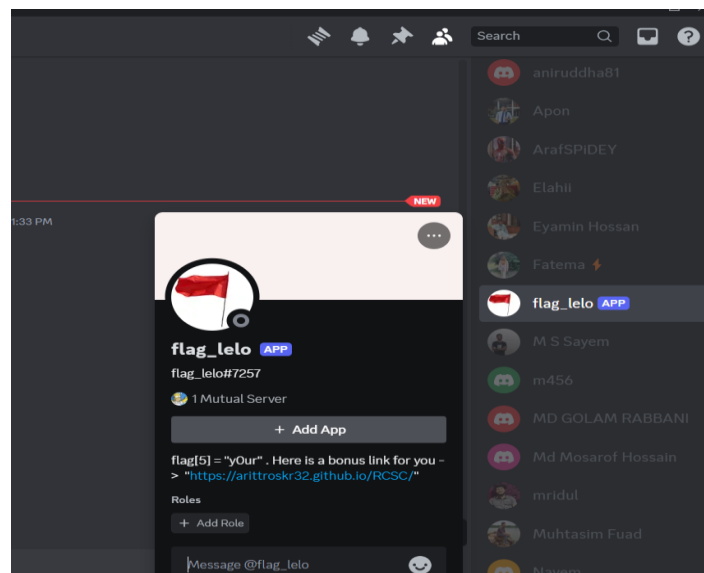 Search
aniruddha81
Apon
ArafSPiDEY
NEW
Elahii
1:33 PM
Eyamin Hossan
Fatema
flag_lelo APP
flag_lelo APP
flag_lelo#7257
M S Sayem
1 Mutual Server
m456
+ Add App
MD GOLAM RABBANI
flag[5] = "y0ur" . Here is a bonus link for you –
> "https://arittroskr32.github.io/RCSC/"
Md Mosarof Hossain
Roles
mridul
+ Add Role
Muhtasim Fuad
Message @flag_lelo
Nayem